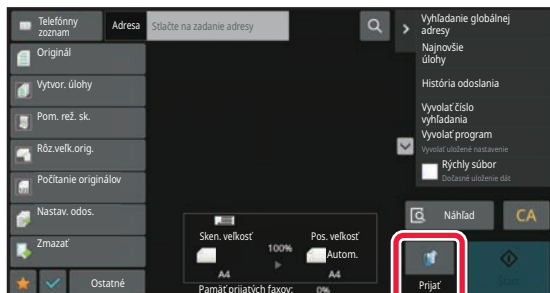 Telefónny
zoznam
Adresa
Stlačte na zadanie adresy
Originál
Vytvor. úlohy
Pom. rež. sk.
Rôz.veľk.orig.
Počítanie originálov
Nastav. odos.
Zmazať
Ostatné
Sken. veľkosť
A4
100%
Poz. veľkosť
Autom.
A4
Pamäť prijatých faxov:
0%
Vyhľadanie globálnej
adresy
Najnovšie
úlohy
História odoslania
Vyvolať číslo
vyhľadania
Vyvolať program
Vyvolať uložené nastavenie
Rýchly súbor
Dočasné uloženie dát
Náhľad
CA
Prijať
Štart